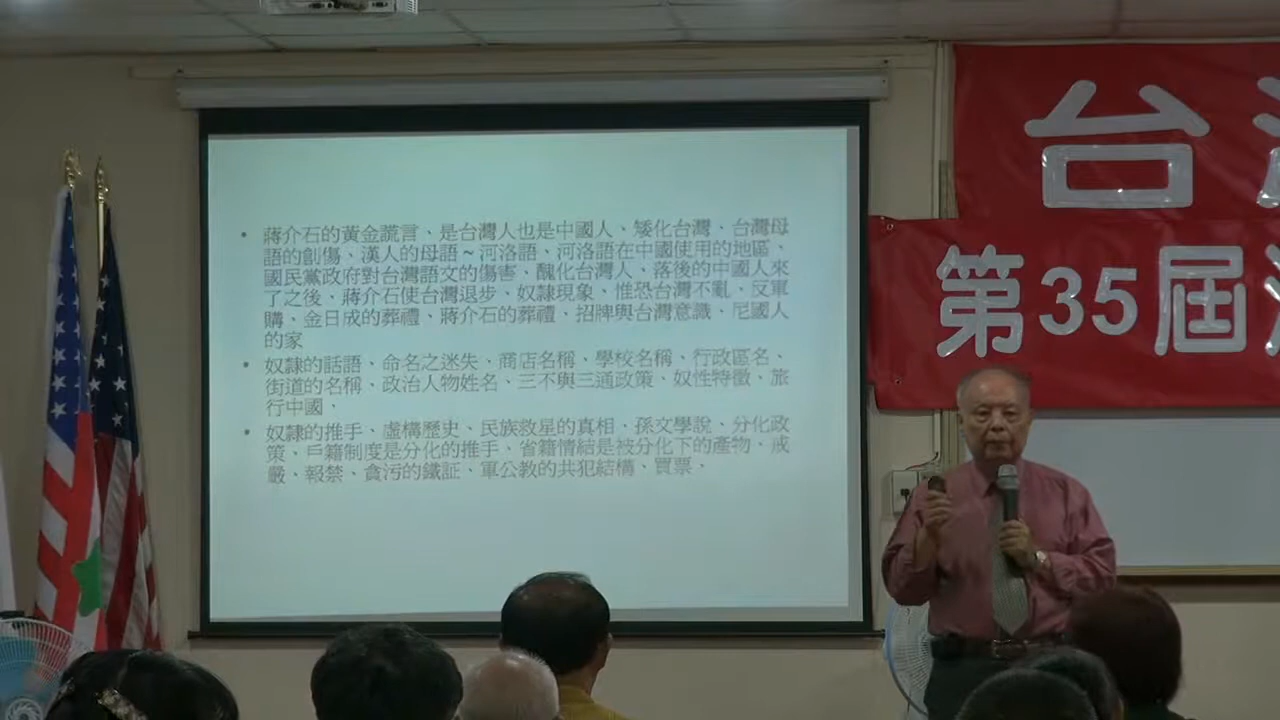 • 蔣介石的黃金謊言、是台灣人也是中國人、矮化台灣、台灣母
語的創傷、漢人的母語~河洛語、河洛語在中國使用的地區、
國民黨政府對台灣語文的傷害、醜化台灣人、落後的中國人來
了之後、蔣介石使台灣退步、奴隸現象、惟恐台灣不亂、反軍
購、金日成的葬禮、蔣介石的葬禮、招牌與台灣意識、屁國人
的家
• 奴隸的話語、命名之迷失、商店名稱、學校名稱、行政區名、
街道的名稱、政治人物姓名、三不與三通政策、奴性特徵、旅
行中國、
• 奴隸的推手、虛構歷史、民族救星的真相、孫文學說、分化政
策、戶籍制度是分化的推手、省籍情結是被分化下的產物、戒
嚴、報禁、貪污的鐵証、軍公教的共犯結構、買票、
台
第35屆